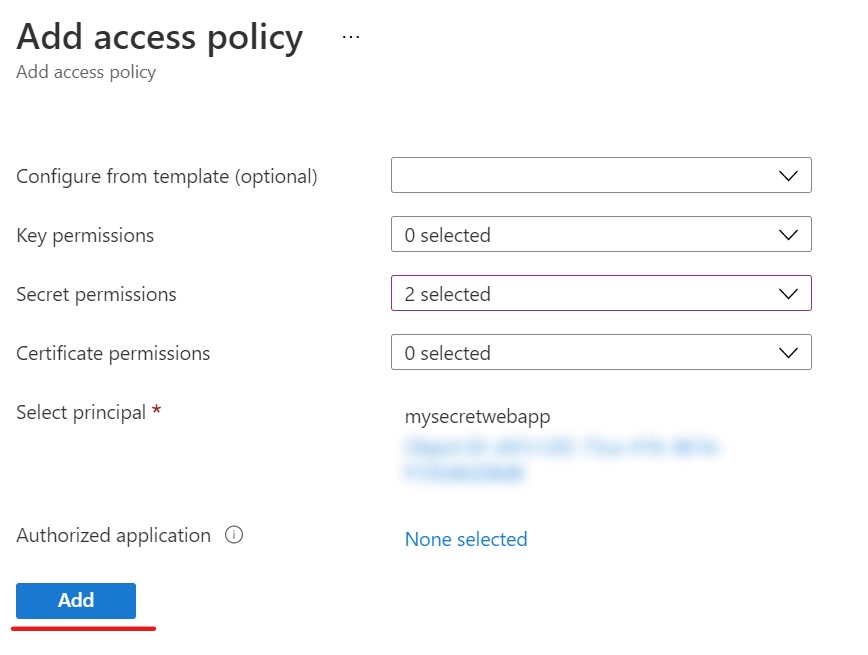 Add access policy ...
Add access policy
Configure from template (optional)
Key permissions 0 selected
Secret permissions 2 selected
Certificate permissions 0 selected
Select principal * mysecretwebapp
Authorized application None selected
Add